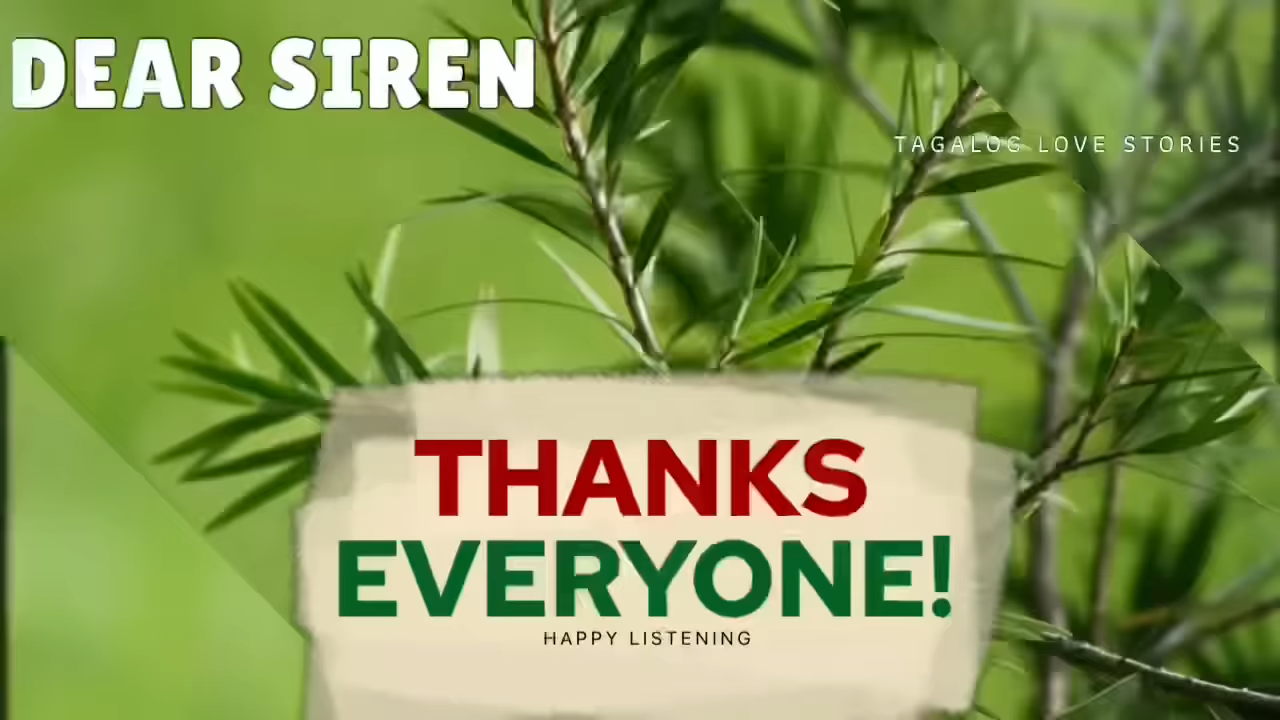 DEAR SIREN
TAGALOG LOVE STORIES
THANKS
EVERYONE!
HAPPY LISTENING